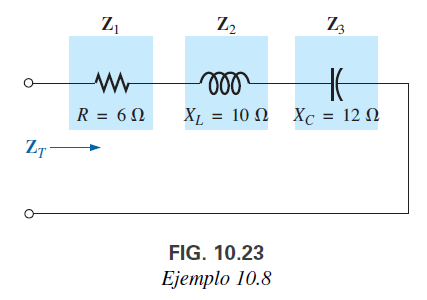 Z1 Z2 Z3
R = 6 Ω XL = 10 Ω XC = 12 Ω
ZT
FIG. 10.23
Ejemplo 10.8